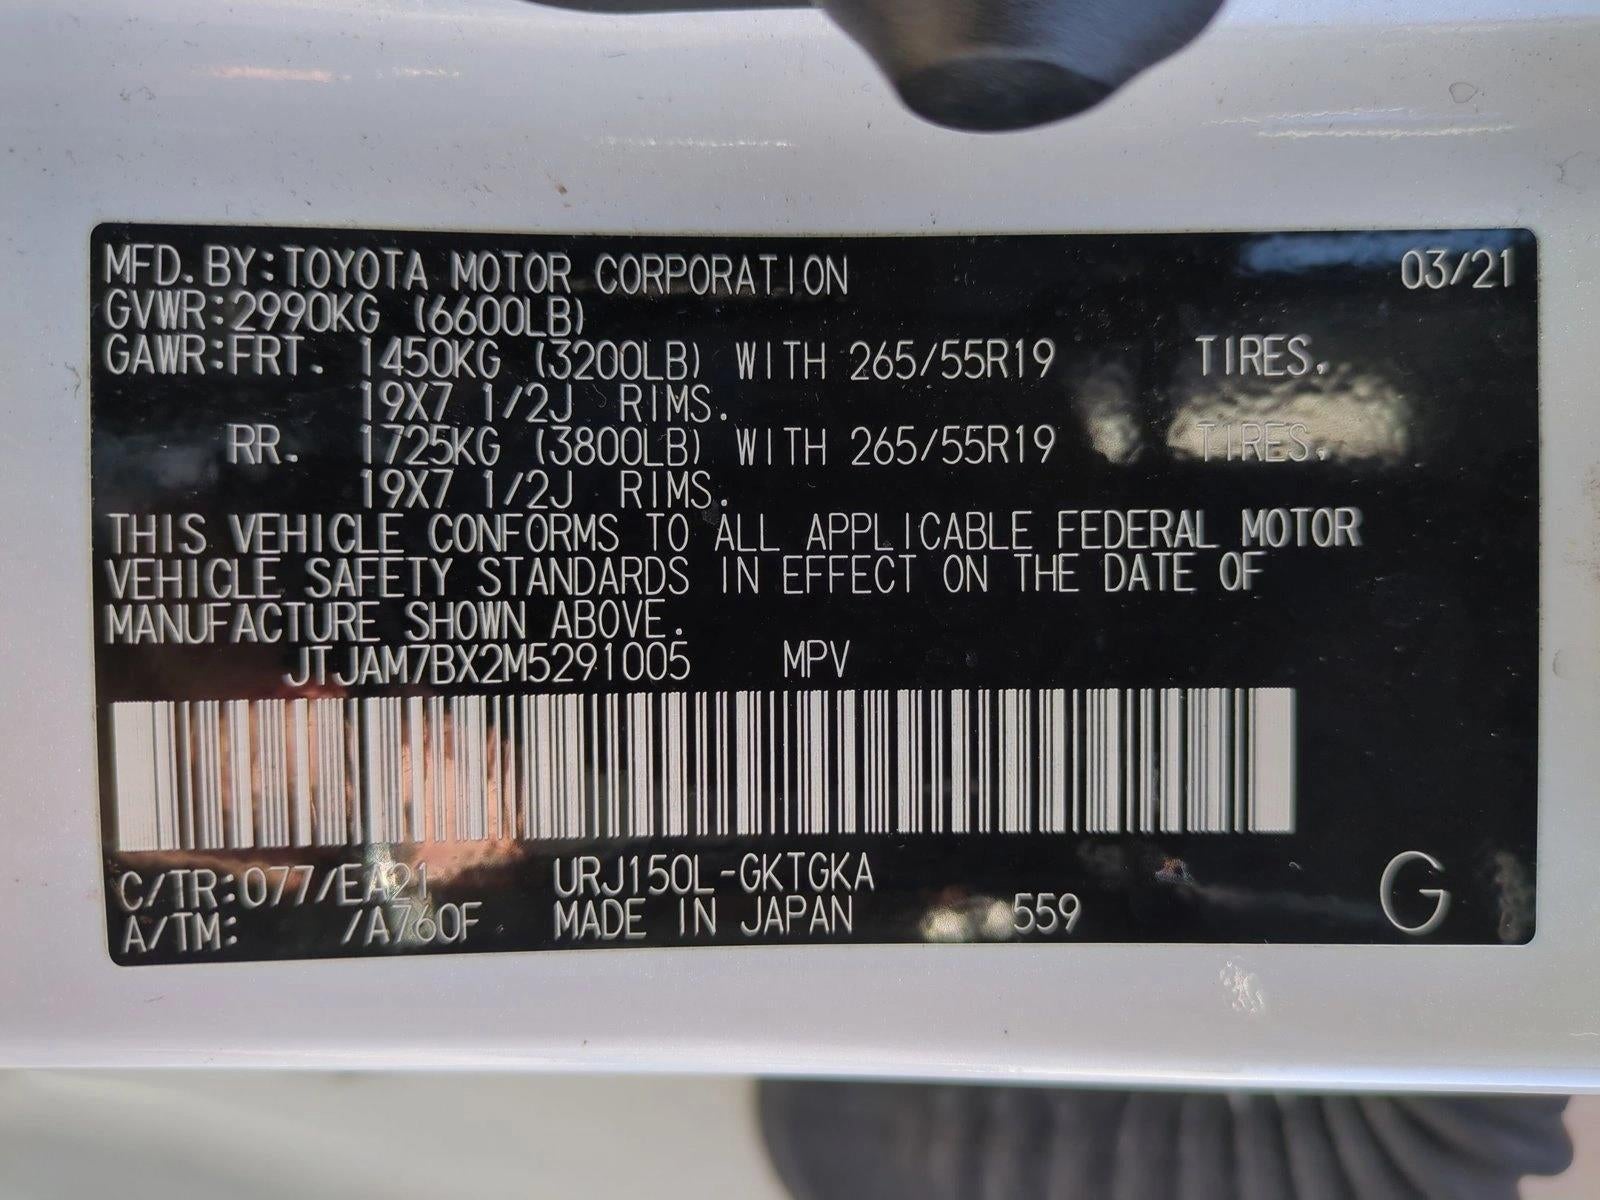 MFD. BY:TOYOTA MOTOR CORPORATION 03/21
GVWR:2990KG (6600LB)
GAWR:FRT. 1450KG (3200LB) WITH 265/55R19 TIRES.
19X7 1/2J RIMS.
RR. 1725KG (3800LB) WITH 265/55R19 TIRES.
19X7 1/2J RIMS.
THIS VEHICLE CONFORMS TO ALL APPLICABLE FEDERAL MOTOR
VEHICLE SAFETY STANDARDS IN EFFECT ON THE DATE OF
MANUFACTURE SHOWN ABOVE.
JTJAM7BX2M5291005 MPV
C/TR:077/EA21 URJ150L-GKTGKA
A/TM: /A760F MADE IN JAPAN 559 G